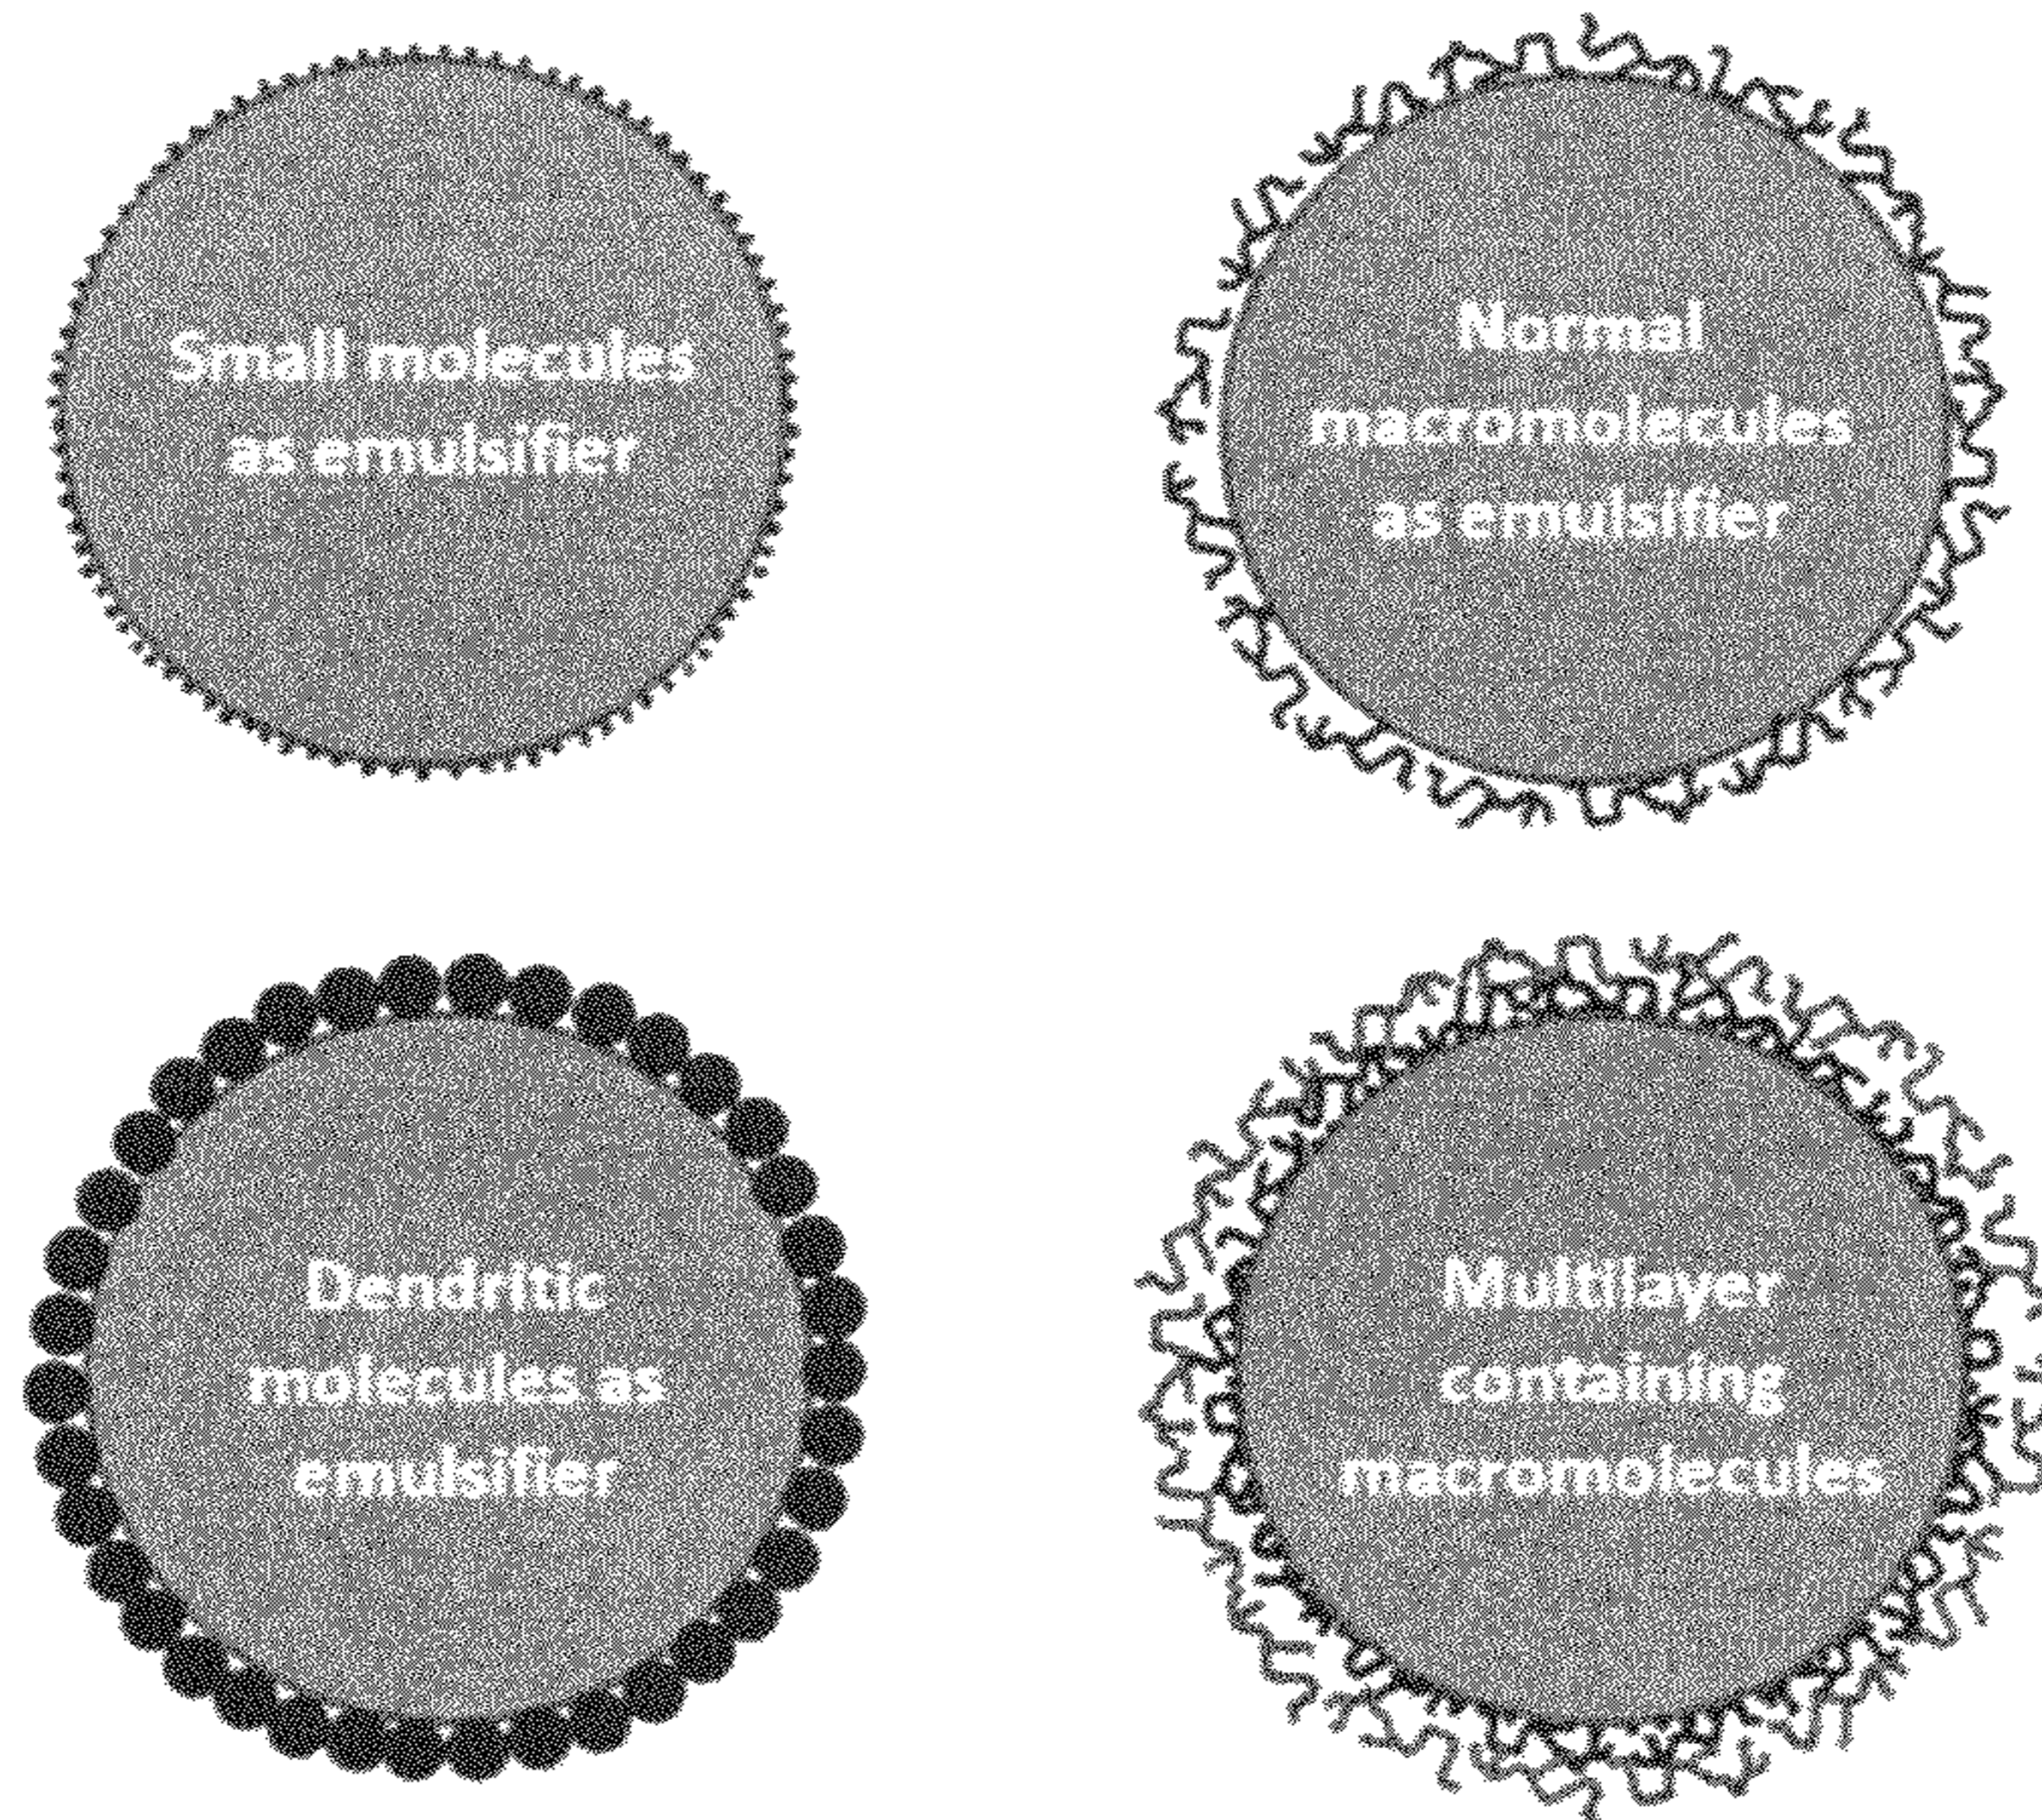 Small molecules
as emulsifier
Normal
macromolecules
as emulsifier
Dendritic
molecules as
emulsifier
Multilayer
containing
macromolecules